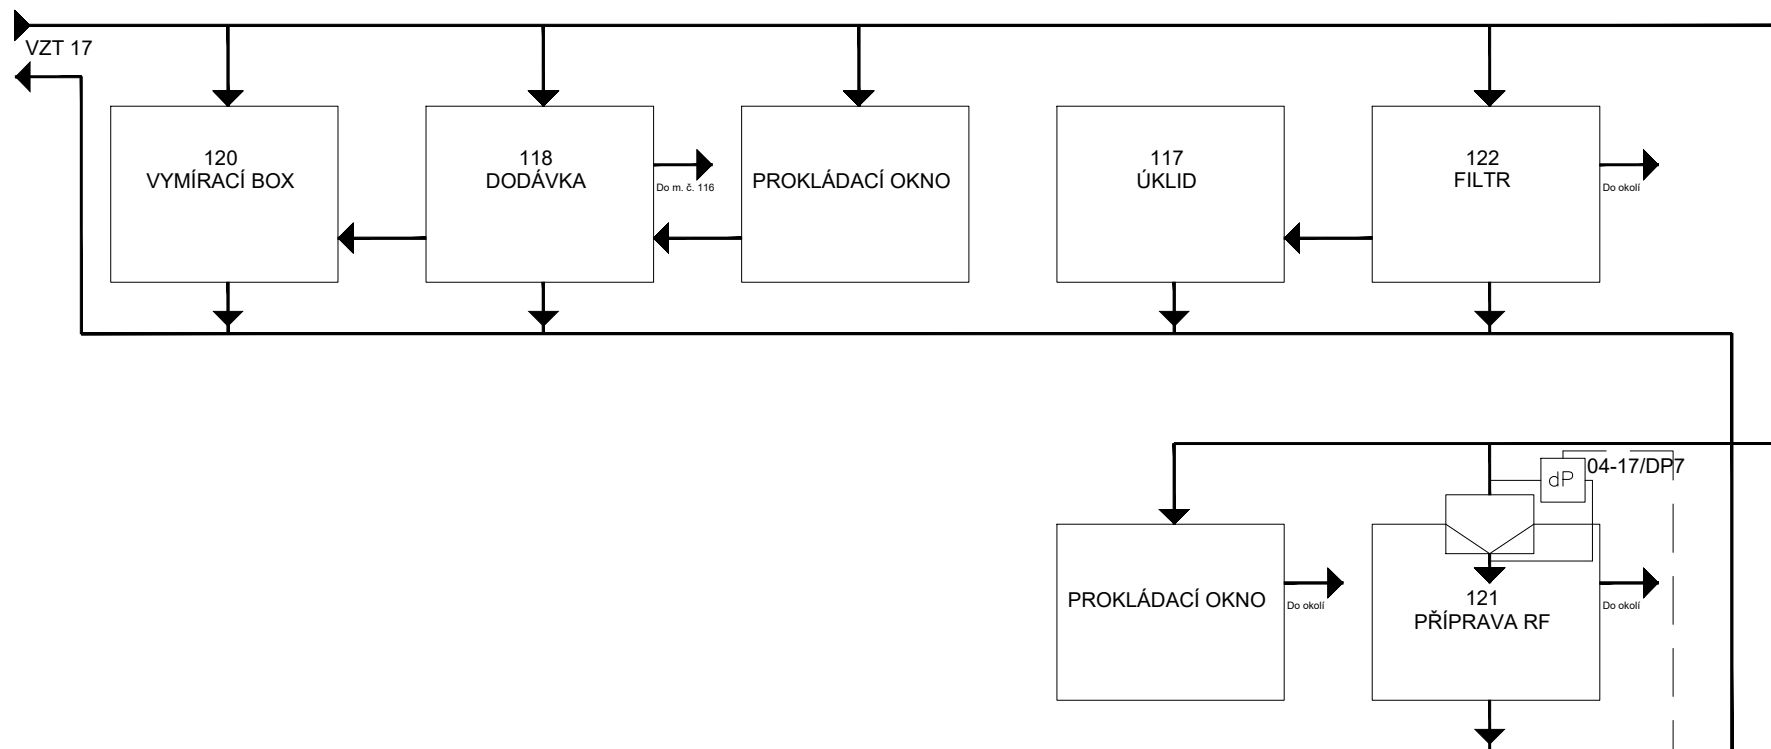 VZT 17
120
VYMÍRACÍ BOX
118
DODÁVKA
Do m. č. 116
PROKLÁDACÍ OKNO
117
ÚKLID
122
FILTR
Do okolí
dP
04-17/DP7
PROKLÁDACÍ OKNO
Do okolí
121
PŘÍPRAVA RF
Do okolí